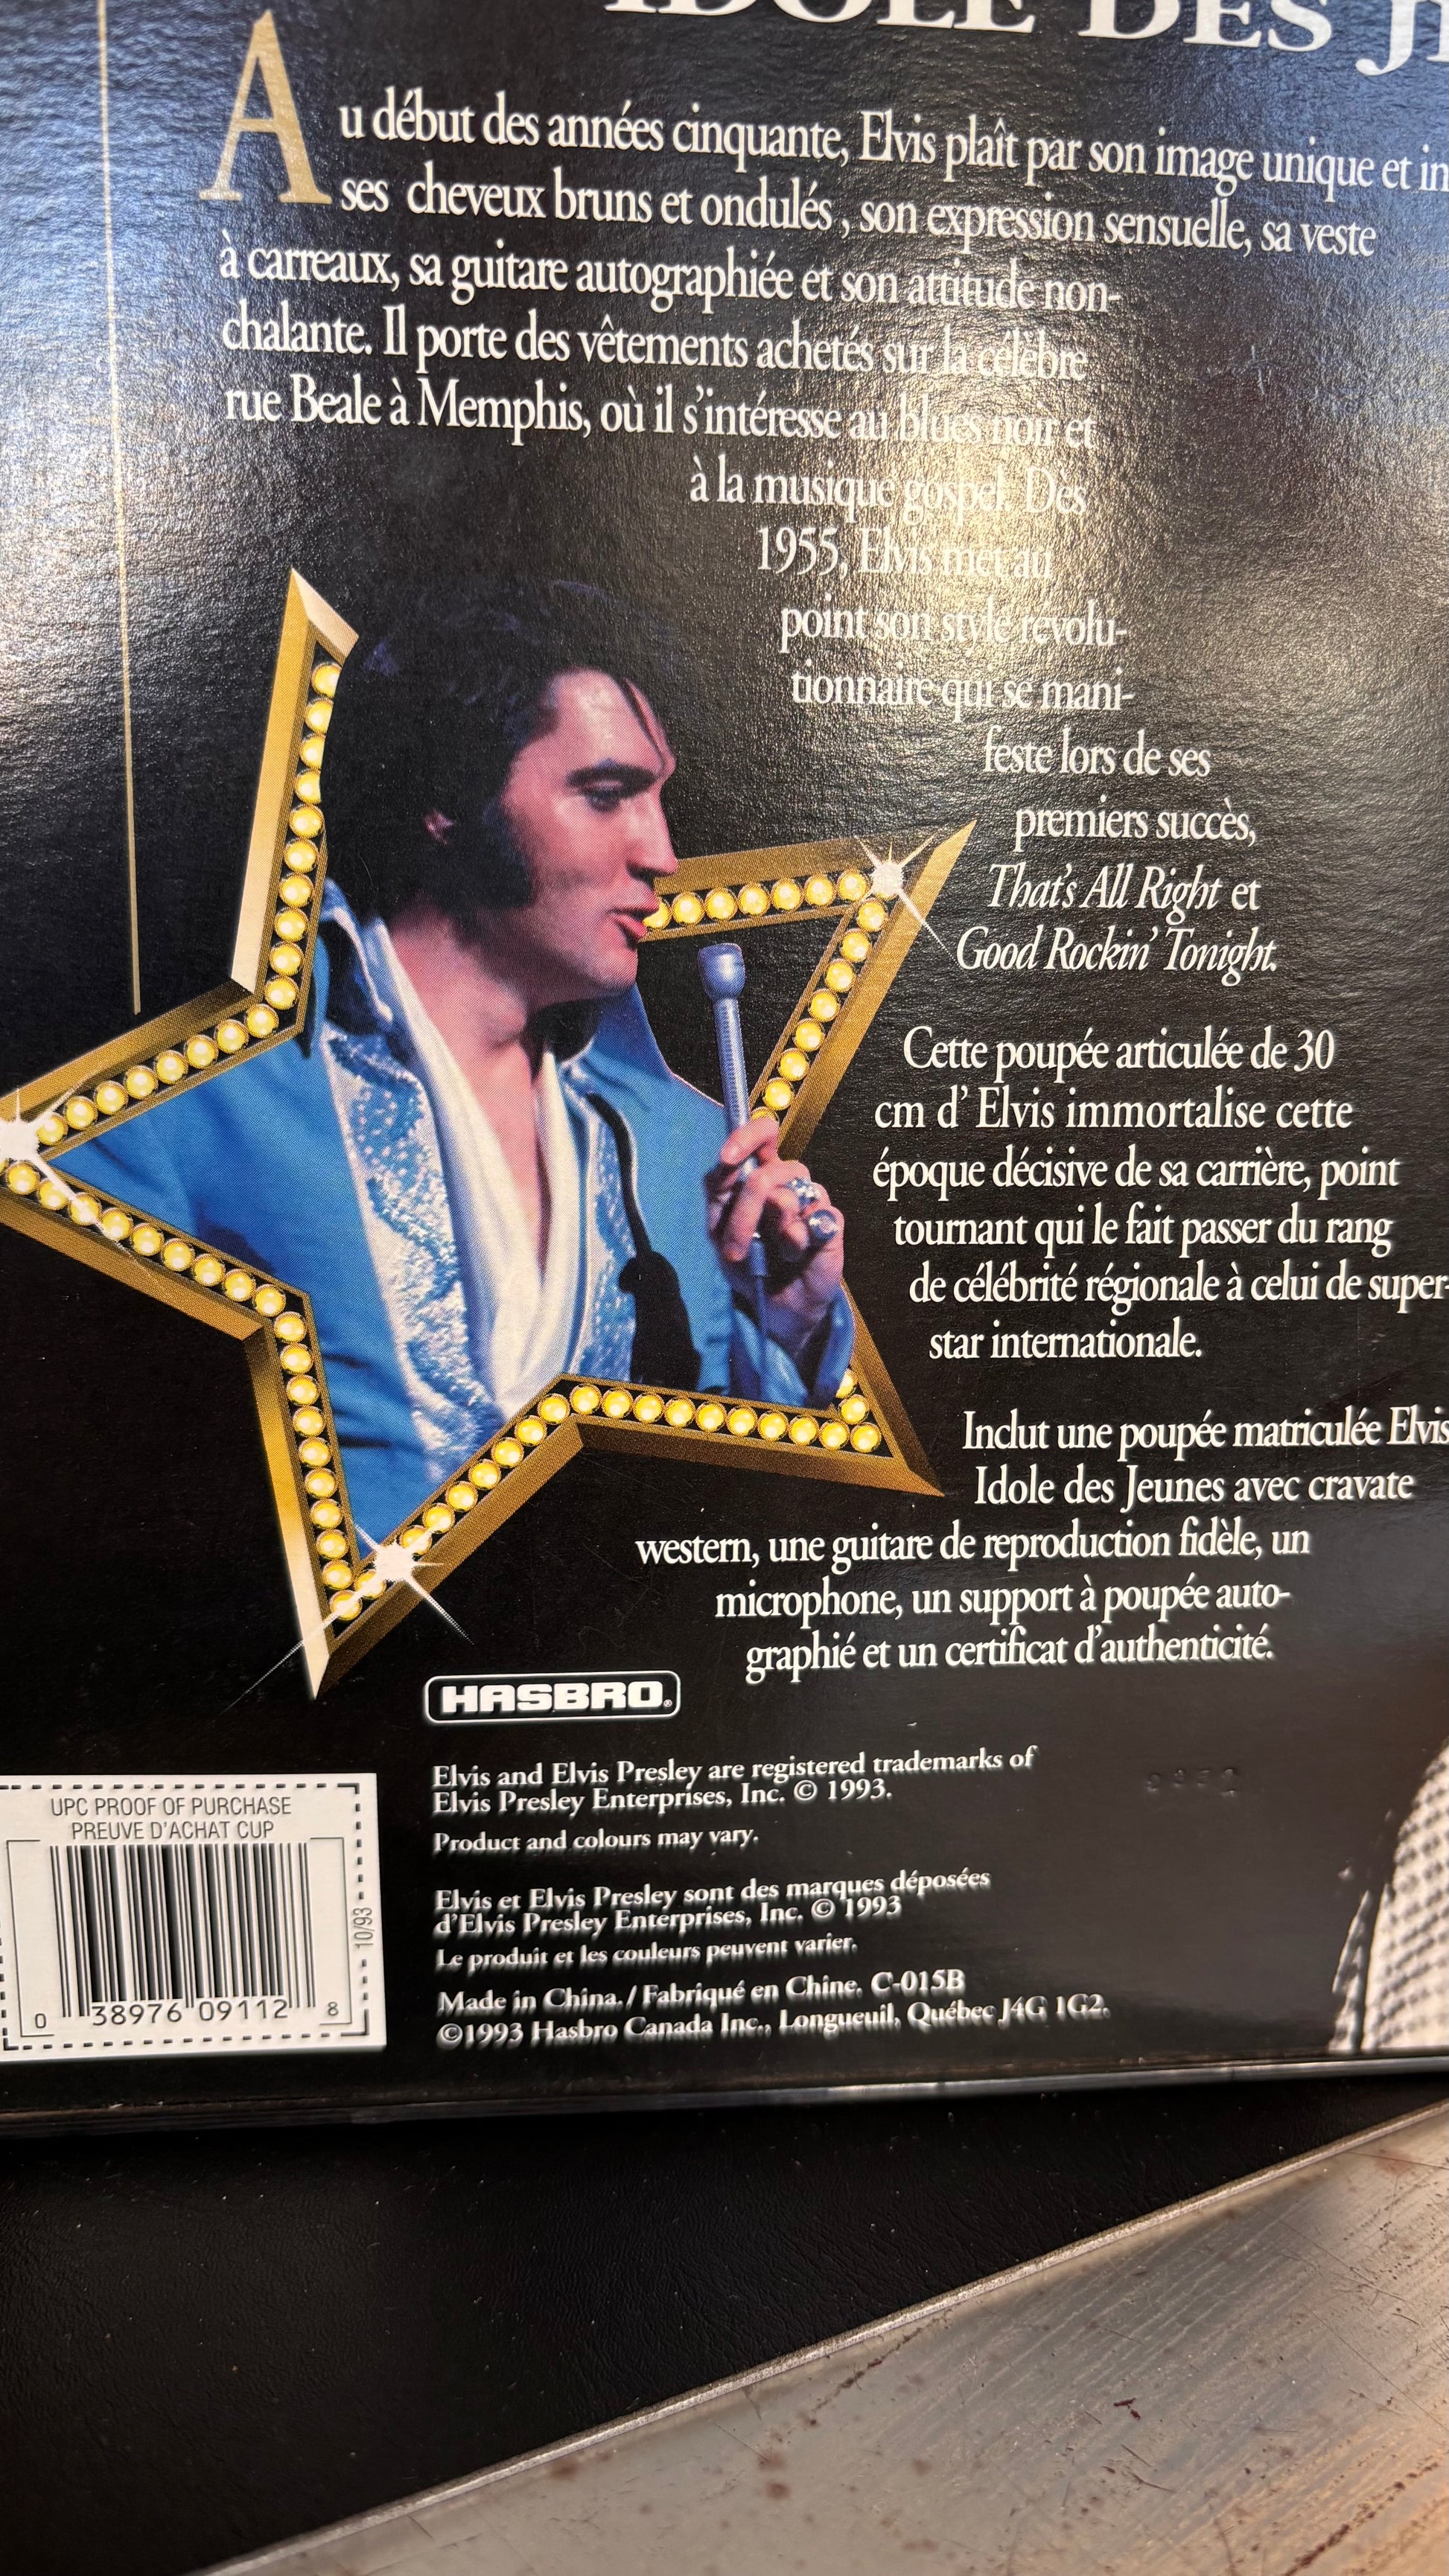 IDOLE DES
Au début des années cinquante, Elvis plaît par son image unique et
ses cheveux bruns et ondulés, son expression sensuelle, sa veste
à carreaux, sa guitare autographiée et son attitude non-
chalante. Il porte des vêtements achetés sur la célèbre
rue Beale à Memphis, où il s'intéresse au blues noir et
à la musique gospel. Dès
1955, Elvis met au
point son style révolu-
tionnaire qui se mani-
feste lors de ses
premiers succès,
That's All Right et
Good Rockin' Tonight.
Cette poupée articulée de 30
cm d' Elvis immortalise cette
époque décisive de sa carrière, point
tournant qui le fait passer du rang
de célébrité régionale à celui de super-
star internationale.
Inclut une poupée matriculée Elvis
Idole des Jeunes avec cravate
western, une guitare de reproduction fidèle, un
microphone, un support à poupée auto-
graphié et un certificat d'authenticité.
HASBRO®
Elvis and Elvis Presley are registered trademarks of
Elvis Presley Enterprises, Inc. © 1993.
Product and colours may vary.
Elvis et Elvis Presley sont des marques déposées
d'Elvis Presley Enterprises, Inc. © 1993
Le produit et les couleurs peuvent varier.
Made in China. / Fabriqué en Chine. C-015B
©1993 Hasbro Canada Inc., Longueuil, Québec J4G 1G2.
UPC PROOF OF PURCHASE
PREUVE D'ACHAT CUP
10/93
0 38976 09112 8